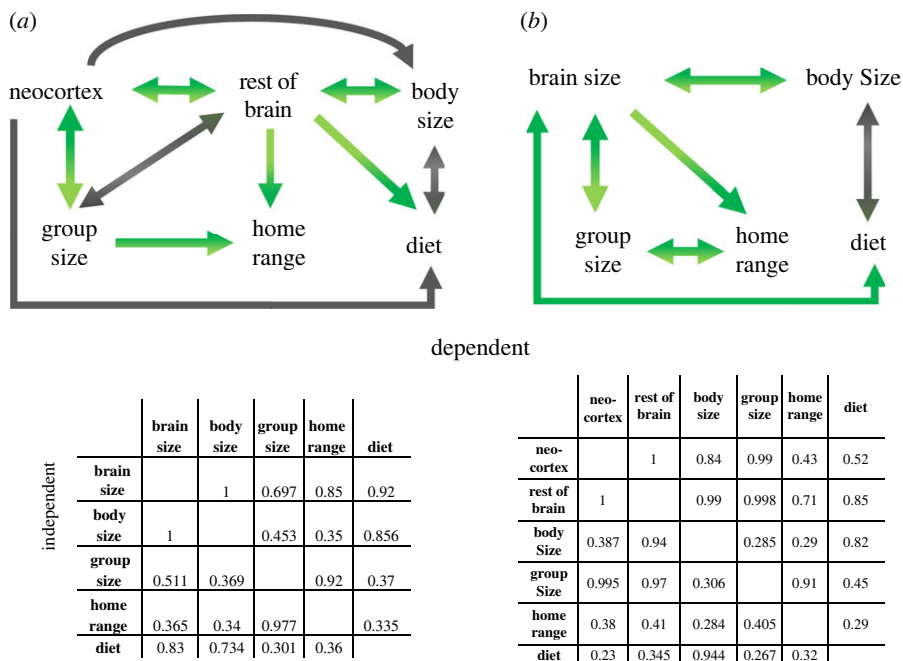 (a)
(b)
neocortex
rest of
brain
body
size
group
size
home
range
diet
brain size
body Size
group
size
home
range
diet
dependent
independent
brain
size
body
size
group
size
home
range
diet
brain
size
1
0.697
0.85
0.92
body
size
1
0.453
0.35
0.856
group
size
0.511
0.369
0.92
0.37
home
range
0.365
0.34
0.977
0.335
diet
0.83
0.734
0.301
0.36
neo-
cortex
rest of
brain
body
size
group
size
home
range
diet
neo-
cortex
1
0.84
0.99
0.43
0.52
rest of
brain
1
0.99
0.998
0.71
0.85
body
Size
0.387
0.94
0.285
0.29
0.82
group
Size
0.995
0.97
0.306
0.91
0.45
home
range
0.38
0.41
0.284
0.405
0.29
diet
0.23
0.345
0.944
0.267
0.32